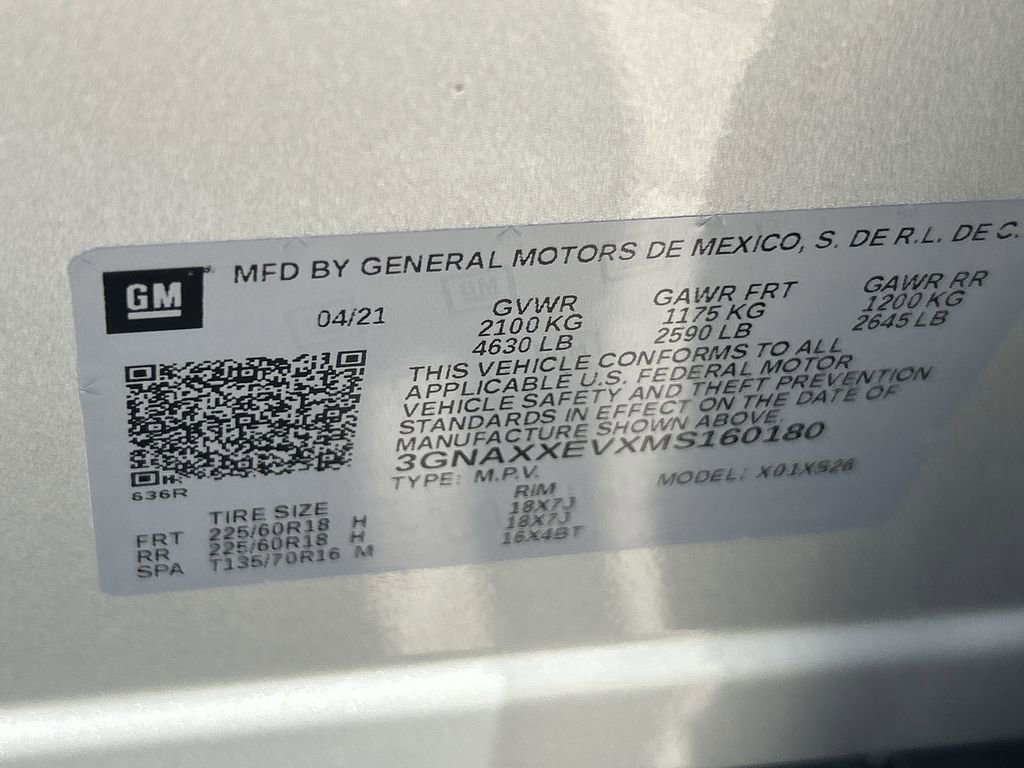 GM
MFD BY GENERAL MOTORS DE MEXICO, S. DE R.L. DE C.
04/21
GVWR
2100 KG
4630 LB
GAWR FRT
1175 KG
2590 LB
GAWR RR
1200 KG
2645 LB
THIS VEHICLE CONFORMS TO ALL
APPLICABLE U.S. FEDERAL MOTOR
VEHICLE SAFETY AND THEFT PREVENTION
STANDARDS IN EFFECT ON THE DATE OF
MANUFACTURE SHOWN ABOVE.
3GNAXXEVXMS160180
TYPE: M.P.V. MODEL: X01XS26
636R
TIRE SIZE RIM
FRT 225/60R18 H 18X7J
RR 225/60R18 H 18X7J
SPA T135/70R16 M 16X4BT